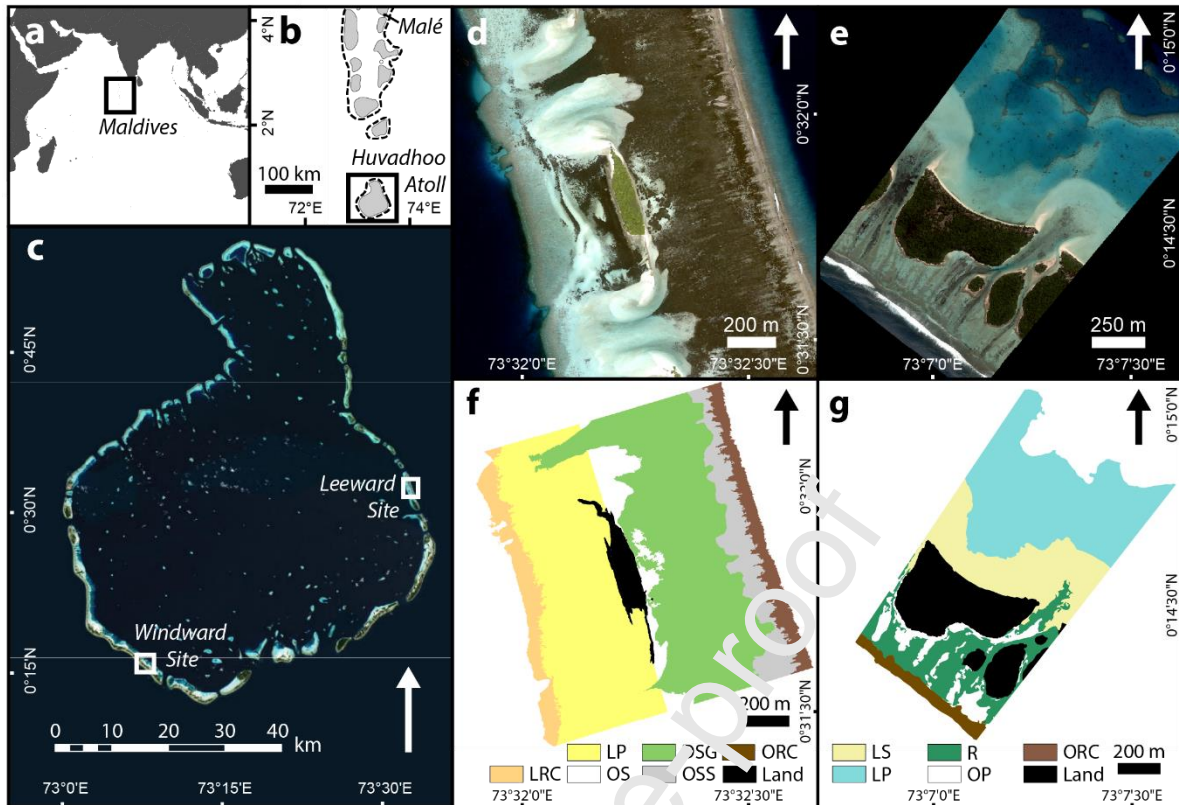 a
Maldives
b
Malé
4°N
2°N
Huvadhoo
Atoll
100 km
72°E
74°E
c
0°45'N
0°30'N
0°15'N
Leeward
Site
Windward
Site
0 10 20 30 40
km
73°0'E
73°15'E
73°30'E
d
0°32'0"N
0°31'30"N
200 m
73°32'0"E
73°32'30"E
e
0°15'0"N
0°14'30"N
250 m
73°7'0"E
73°7'30"E
f
0°31'30"N
200 m
LP
OSG
ORC
LRC
OS
OSS
Land
73°32'0"E
73°32'30"E
g
0°15'0"N
0°14'30"N
LS
R
ORC
200 m
LP
OP
Land
73°7'0"E
73°7'30"E